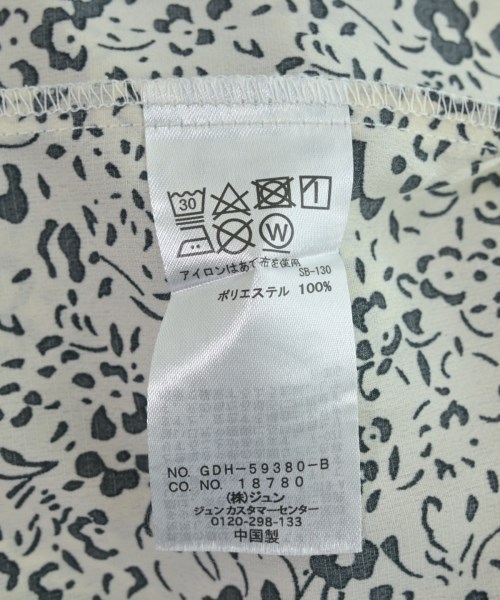 30
W
アイロンはあて布を使用
SB-130
ポリエステル 100%
NO. GDH-59380-B
CO. NO. 18780
(株)ジュン
ジュン カスタマーセンター
0120-298-133
中国製